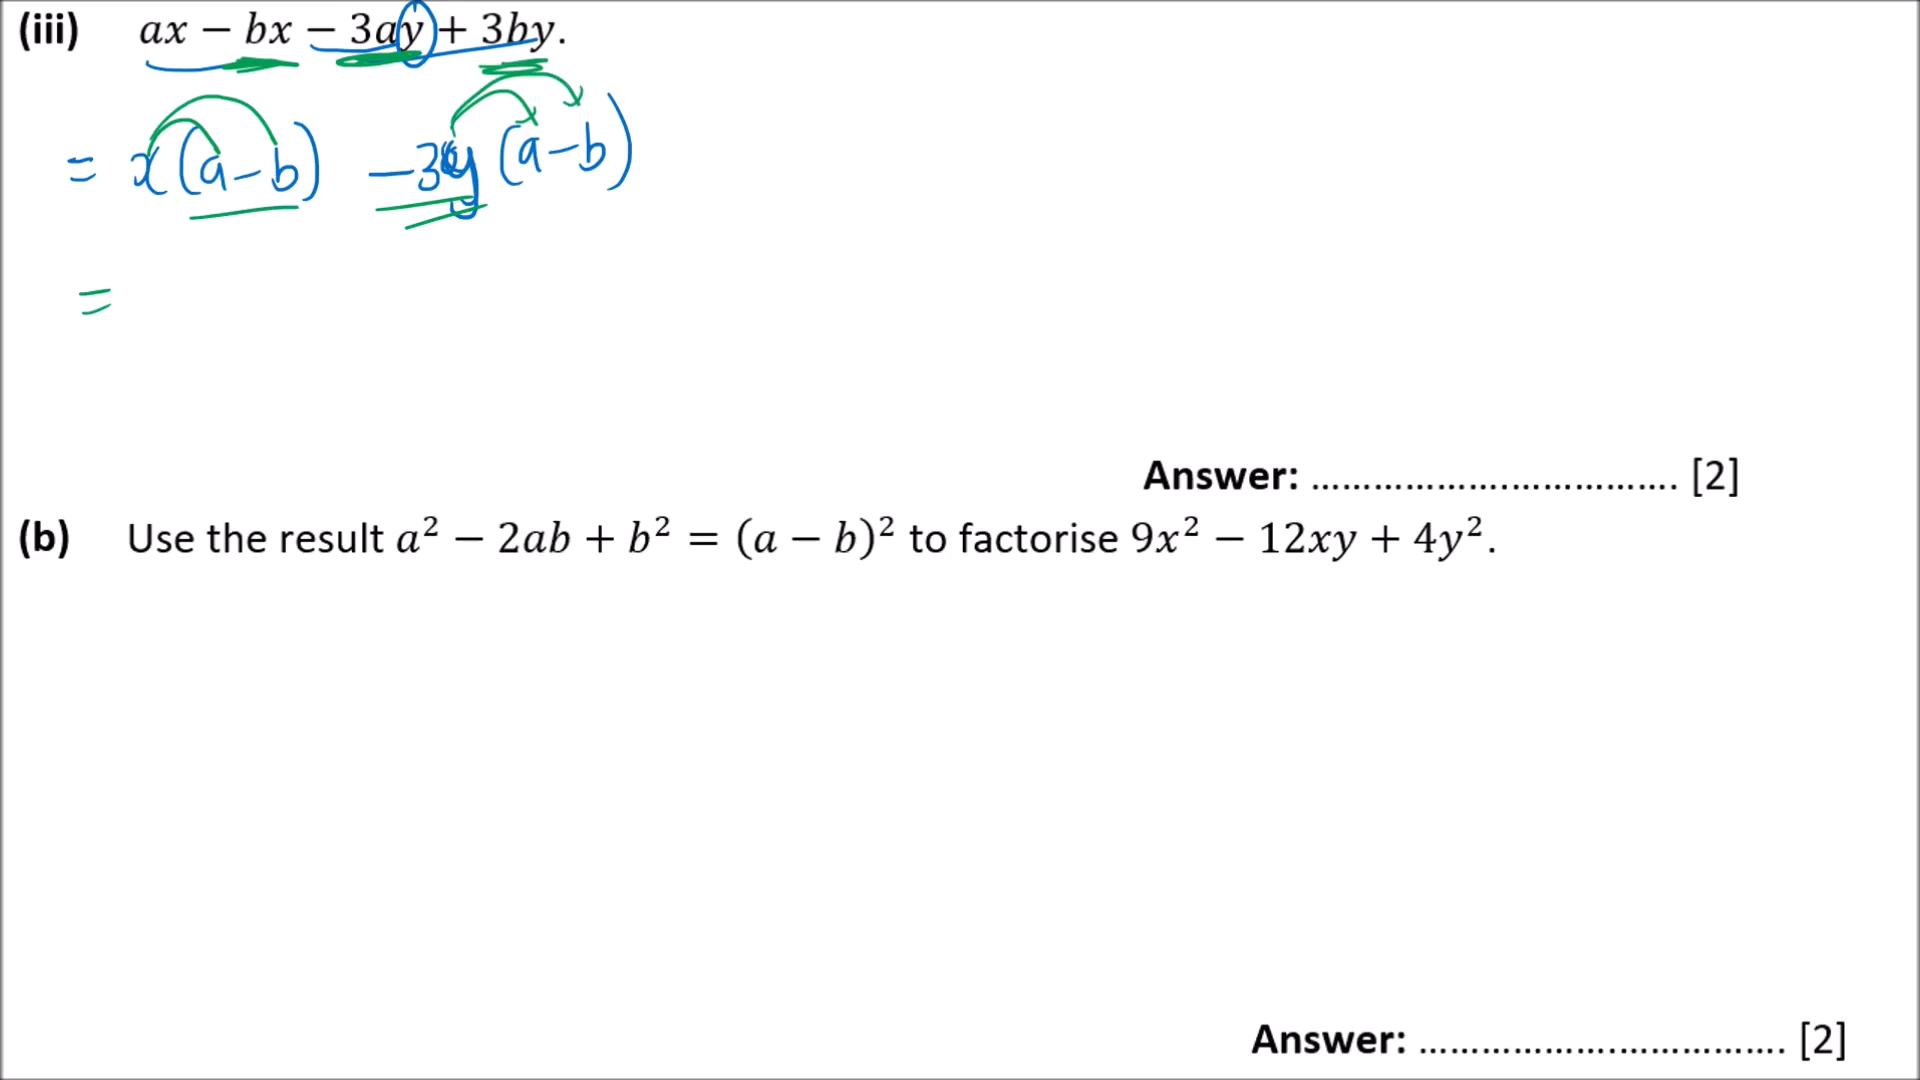 (iii) ax − bx − 3ay + 3by.
= x(a−b) −3y(a−b)
=
Answer: ................................. [2]
(b) Use the result a² − 2ab + b² = (a − b)² to factorise 9x² − 12xy + 4y².
Answer: ................................. [2]